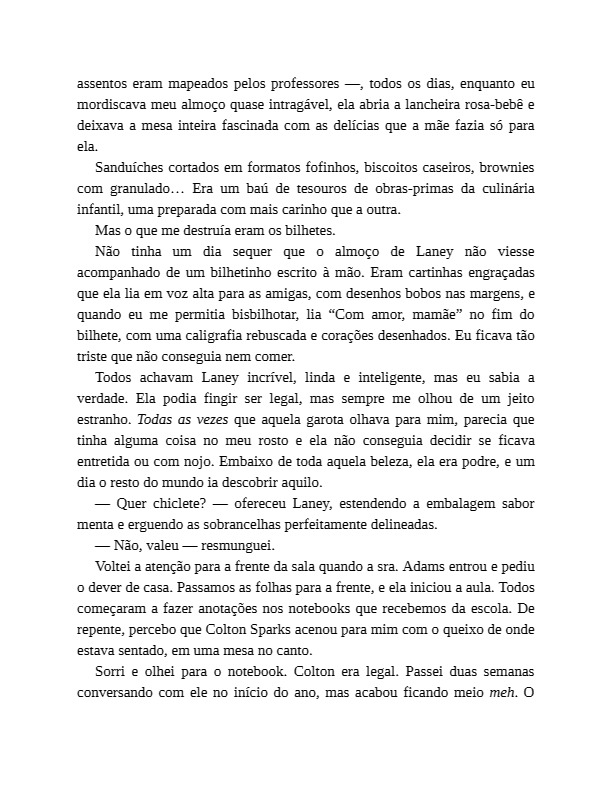 assentos eram mapeados pelos professores —, todos os dias, enquanto eu
mordiscava meu almoço quase intragável, ela abria a lancheira rosa-bebê e
deixava a mesa inteira fascinada com as delícias que a mãe fazia só para
ela.
Sanduíches cortados em formatos fofinhos, biscoitos caseiros, brownies
com granulado… Era um baú de tesouros de obras-primas da culinária
infantil, uma preparada com mais carinho que a outra.
Mas o que me destruía eram os bilhetes.
Não tinha um dia sequer que o almoço de Laney não viesse
acompanhado de um bilhetinho escrito à mão. Eram cartinhas engraçadas
que ela lia em voz alta para as amigas, com desenhos bobos nas margens, e
quando eu me permitia bisbilhotar, lia “Com amor, mamãe” no fim do
bilhete, com uma caligrafia rebuscada e corações desenhados. Eu ficava tão
triste que não conseguia nem comer.
Todos achavam Laney incrível, linda e inteligente, mas eu sabia a
verdade. Ela podia fingir ser legal, mas sempre me olhou de um jeito
estranho. Todas as vezes que aquela garota olhava para mim, parecia que
tinha alguma coisa no meu rosto e ela não conseguia decidir se ficava
entretida ou com nojo. Embaixo de toda aquela beleza, ela era podre, e um
dia o resto do mundo ia descobrir aquilo.
— Quer chiclete? — ofereceu Laney, estendendo a embalagem sabor
menta e erguendo as sobrancelhas perfeitamente delineadas.
— Não, valeu — resmunguei.
Voltei a atenção para a frente da sala quando a sra. Adams entrou e pediu
o dever de casa. Passamos as folhas para a frente, e ela iniciou a aula. Todos
começaram a fazer anotações nos notebooks que recebemos da escola. De
repente, percebo que Colton Sparks acenou para mim com o queixo de onde
estava sentado, em uma mesa no canto.
Sorri e olhei para o notebook. Colton era legal. Passei duas semanas
conversando com ele no início do ano, mas acabou ficando meio meh. O